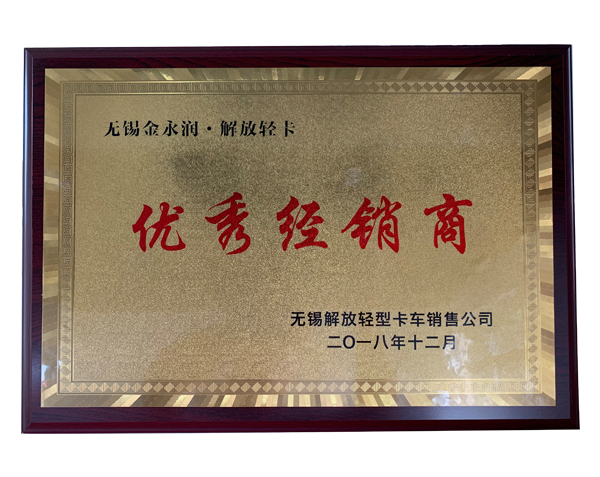 无锡金永润·解放轻卡
优秀经销商
无锡解放轻型卡车销售公司
二〇一八年十二月